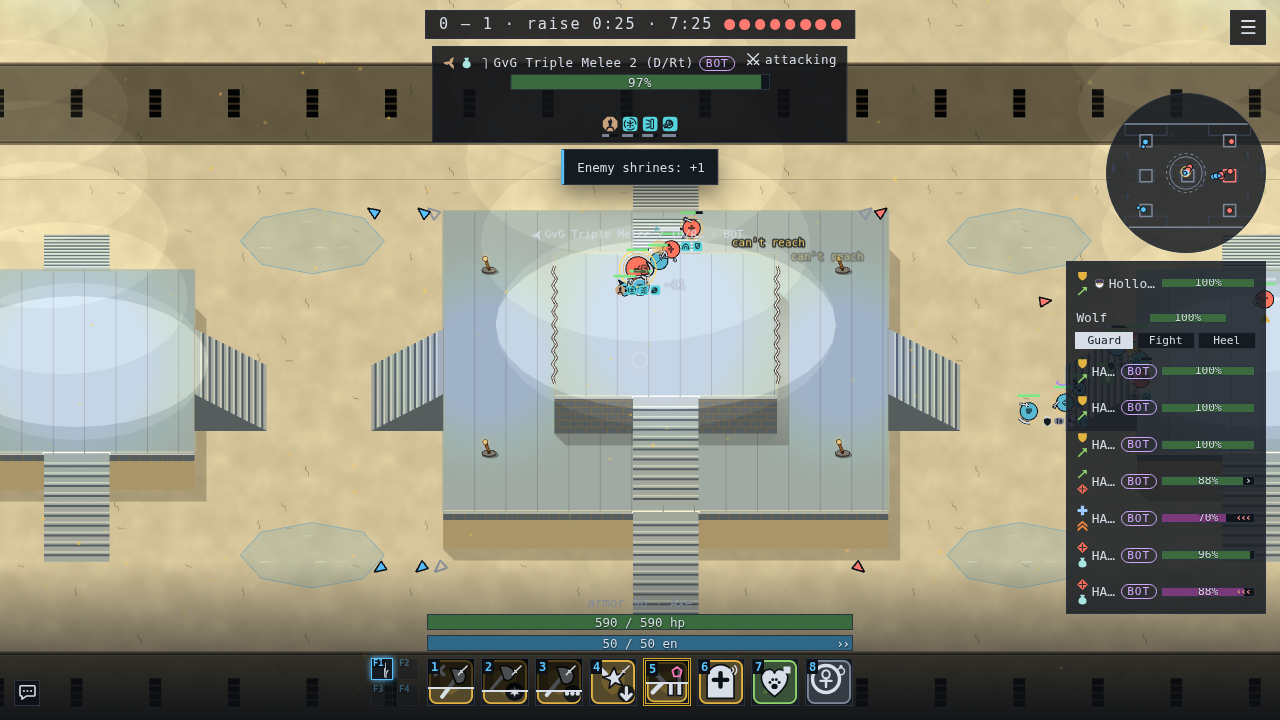 0 — 1 · raise 0:25 · 7:25
GvG Triple Melee 2 (D/Rt) BOT
attacking
97%
Enemy shrines: +1
can't reach
can't reach
Hollo… 100%
Wolf 100%
Guard Fight Heel
HA… BOT 100%
HA… BOT 100%
HA… BOT 100%
HA… BOT 88% ›
HA… BOT 70% ‹‹‹
HA… BOT 96%
HA… BOT 88% ‹‹‹
590 / 590 hp
50 / 50 en ››
F1 F2
F3 F4
1 2 3 4 5 6 7 8